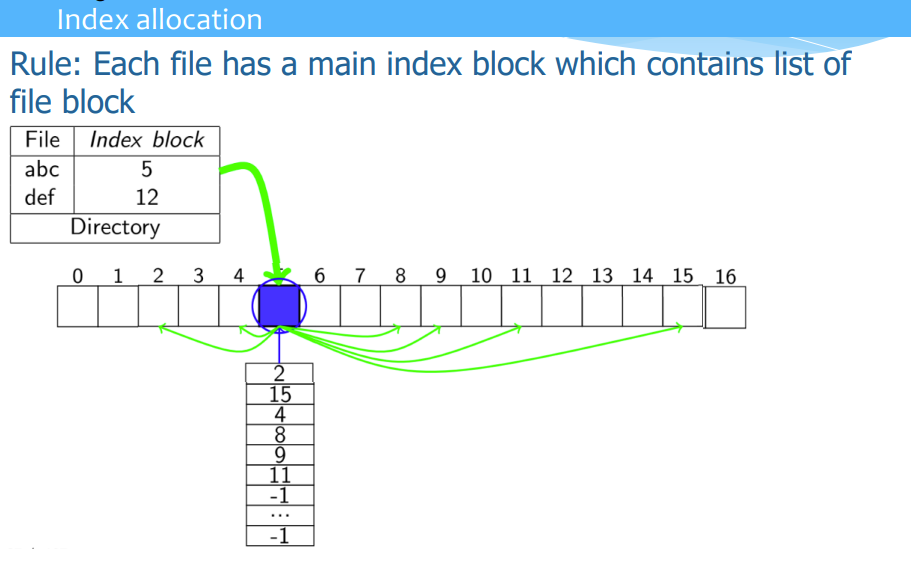 Index allocation
Rule: Each file has a main index block which contains list of
file block
File Index block
abc 5
def 12
Directory
0 1 2 3 4 6 7 8 9 10 11 12 13 14 15 16
2
15
4
8
9
11
-1
...
-1